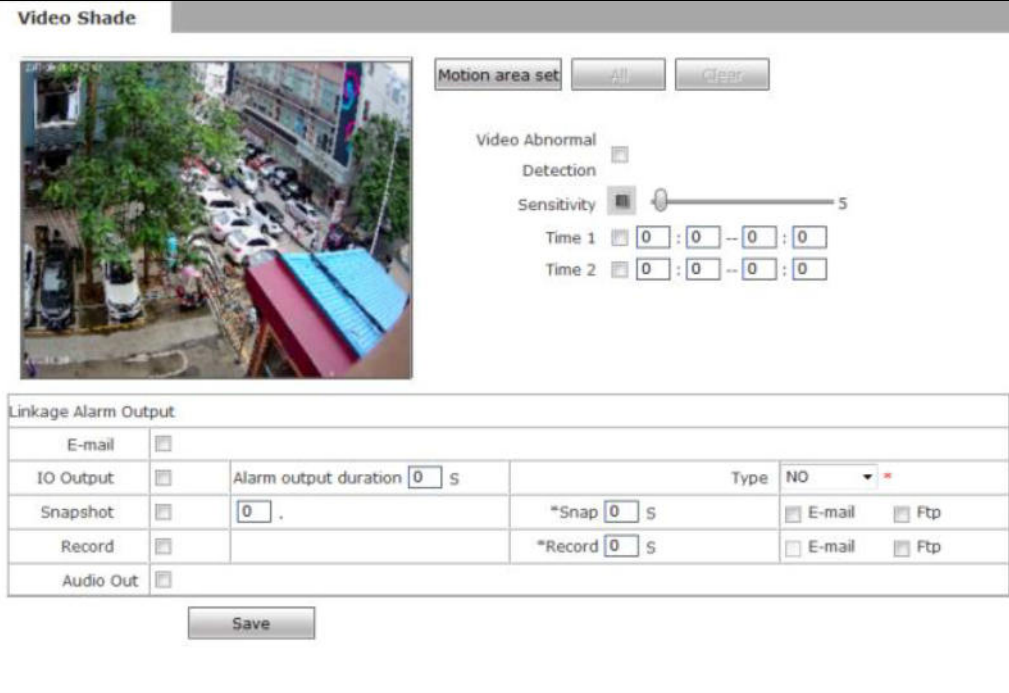 Video Shade
Motion area set All Clear
Video Abnormal
Detection
Sensitivity 5
Time 1 0 : 0 -- 0 : 0
Time 2 0 : 0 -- 0 : 0
Linkage Alarm Output
E-mail
IO Output Alarm output duration 0 S Type NO *
Snapshot 0 . *Snap 0 S E-mail Ftp
Record *Record 0 S E-mail Ftp
Audio Out
Save